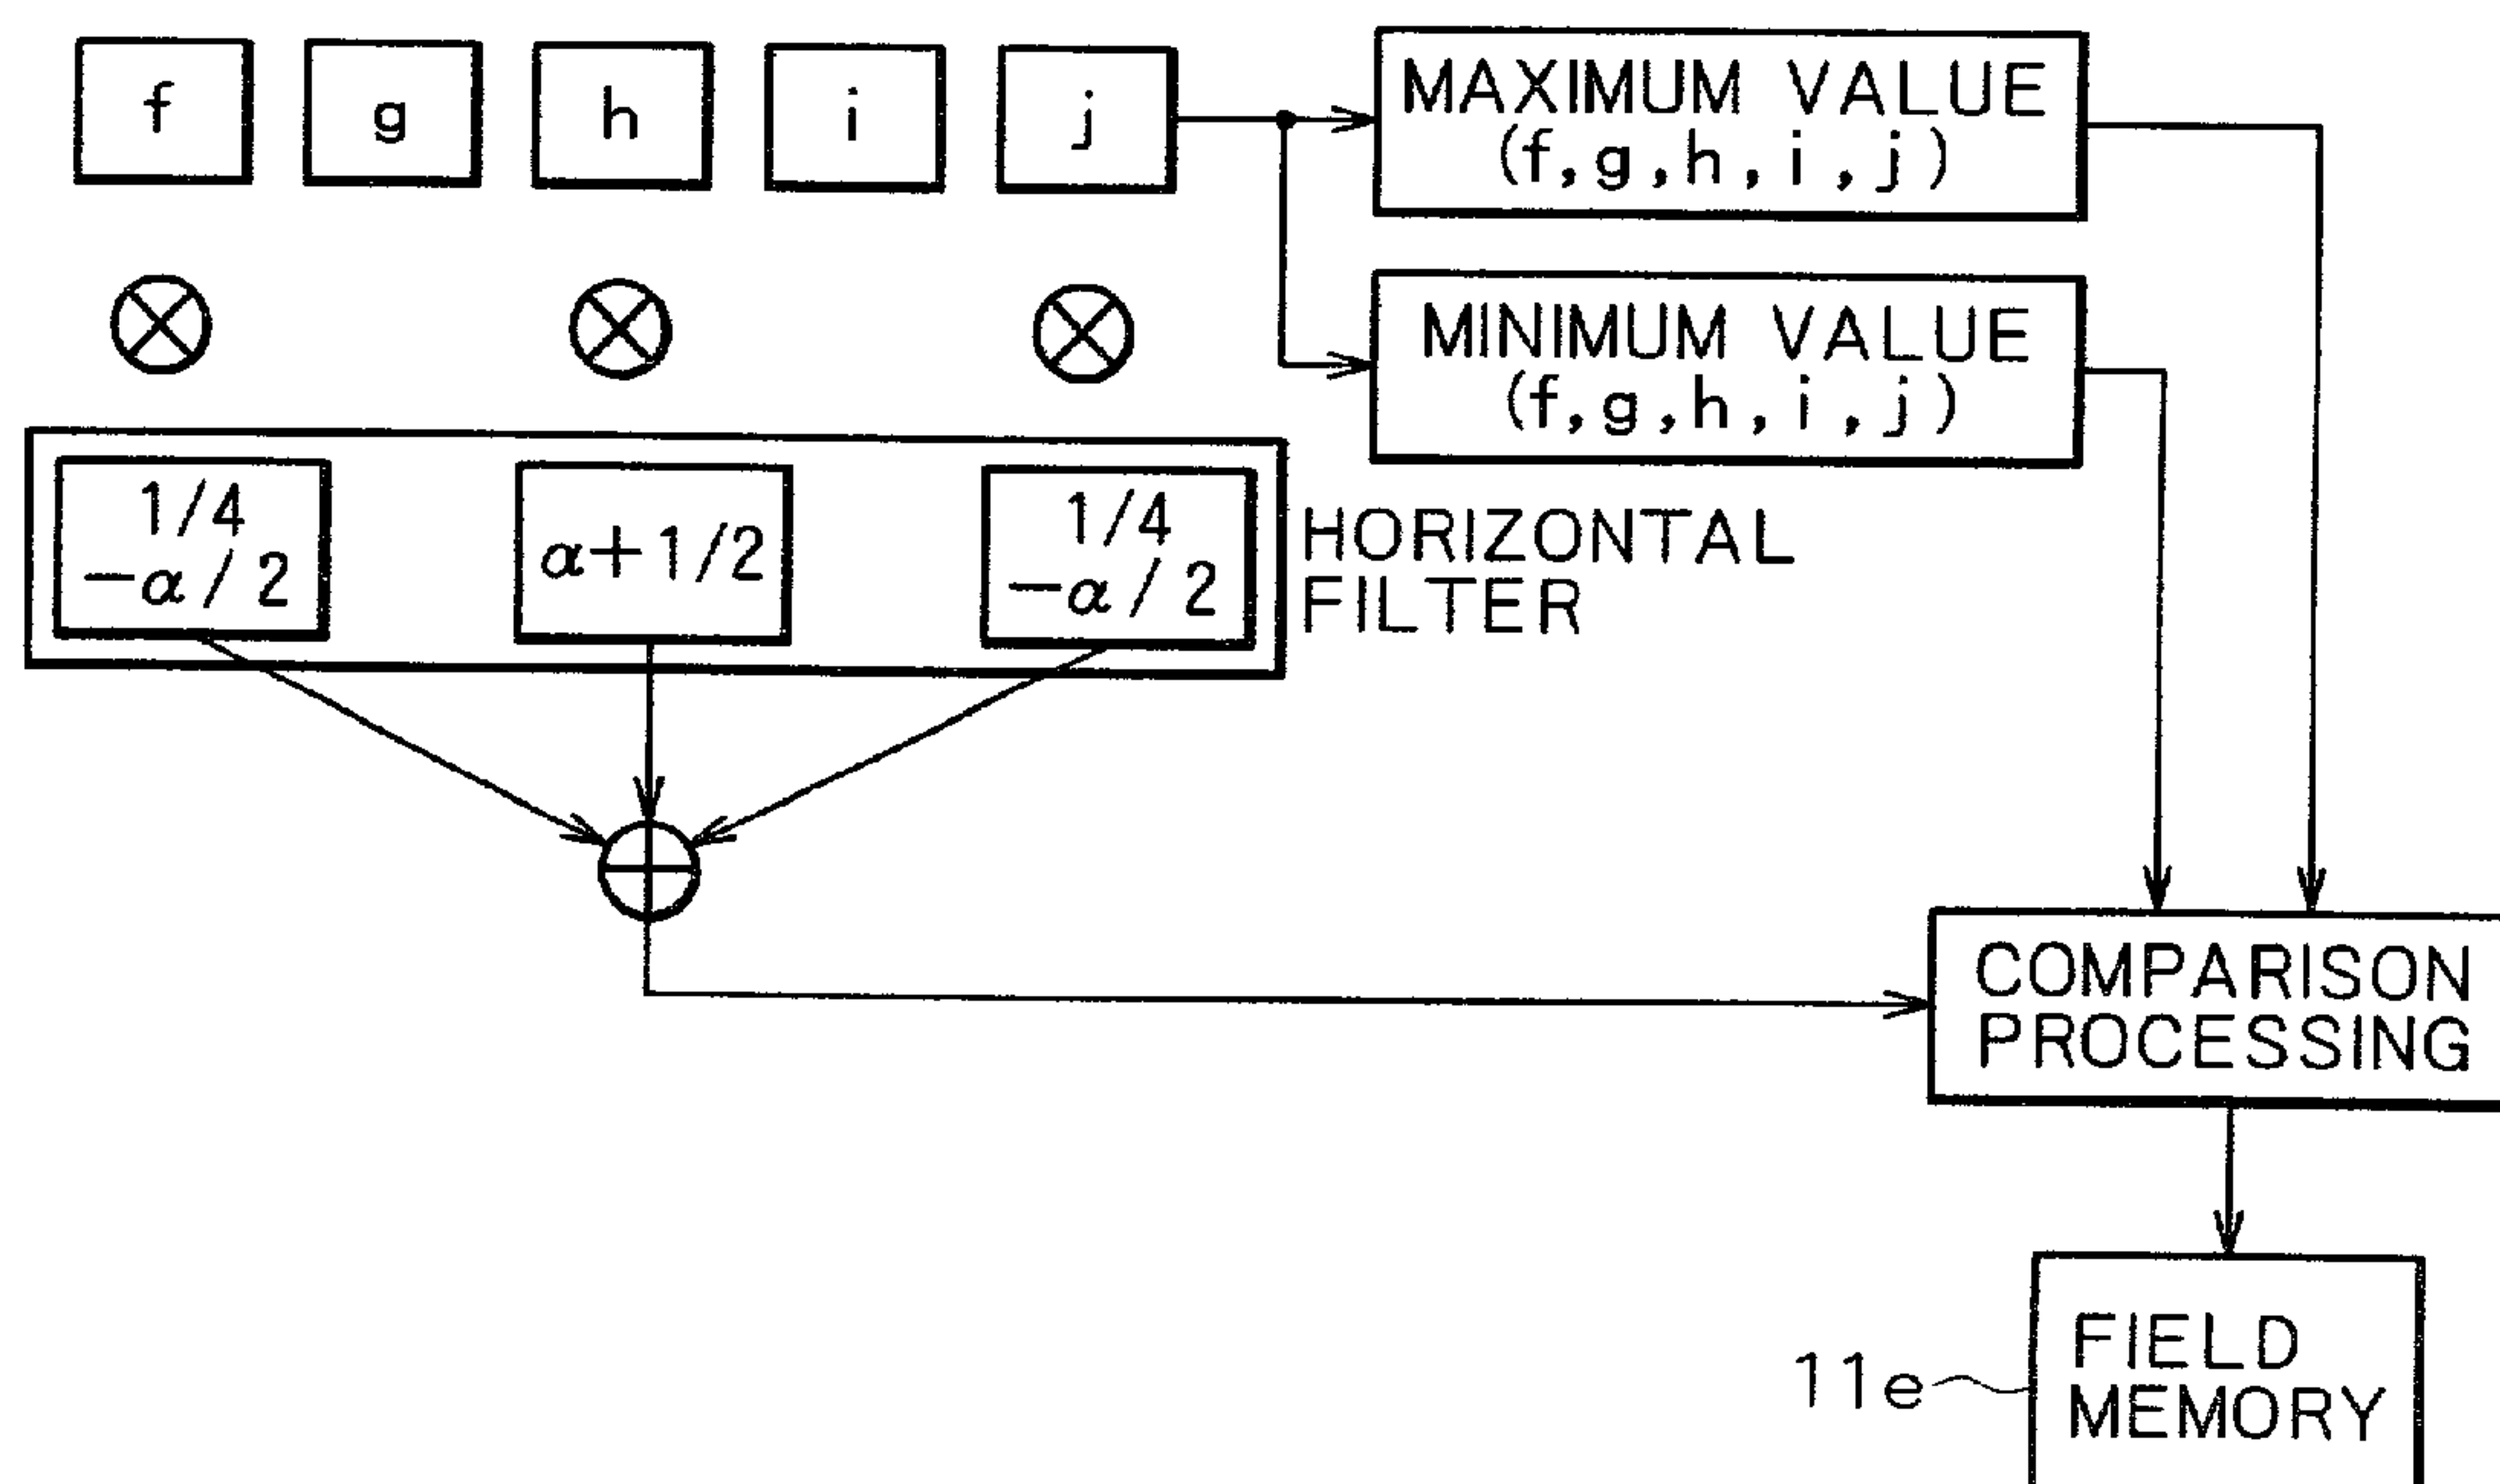 f g h i j
MAXIMUM VALUE
(f,g,h,i,j)
MINIMUM VALUE
(f,g,h,i,j)
1/4
−α/2
α+1/2
1/4
−α/2
HORIZONTAL
FILTER
COMPARISON
PROCESSING
11e
FIELD
MEMORY